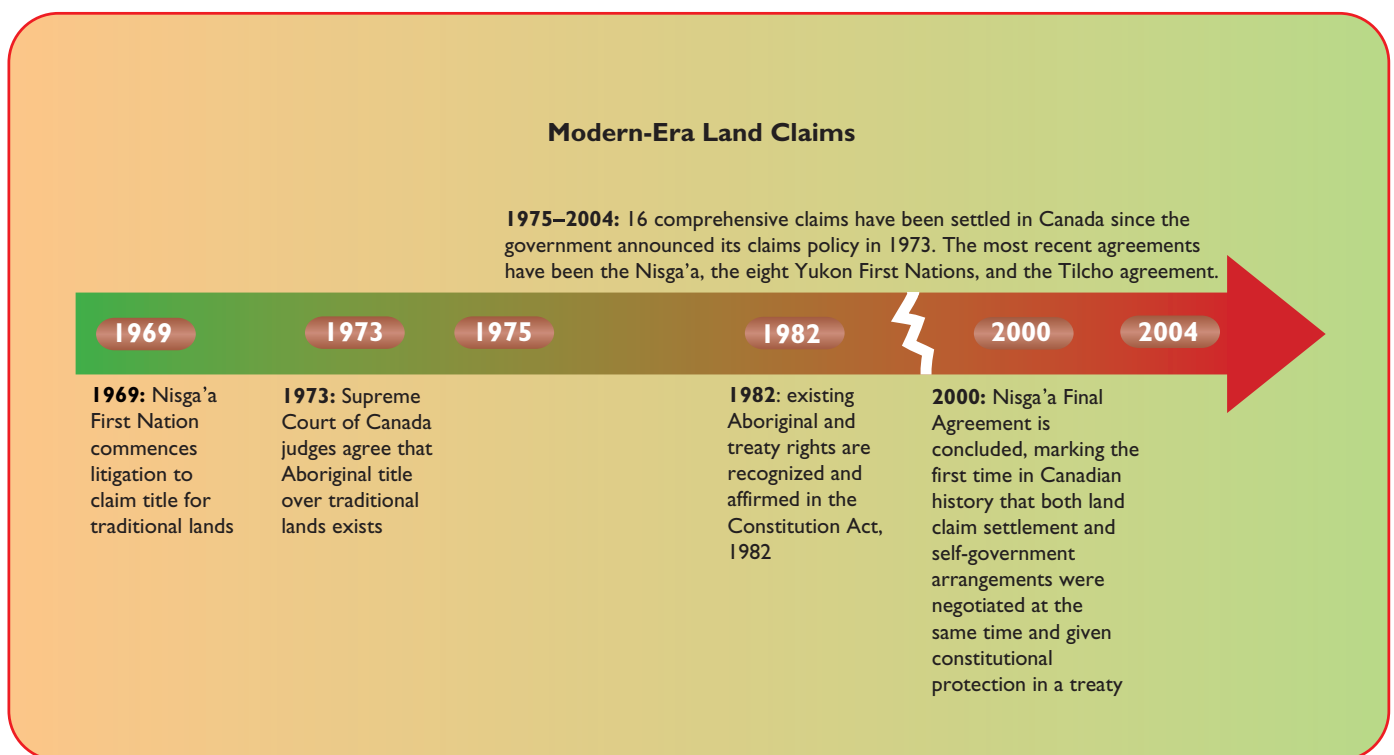 Modern-Era Land Claims
1975–2004: 16 comprehensive claims have been settled in Canada since the
government announced its claims policy in 1973. The most recent agreements
have been the Nisga’a, the eight Yukon First Nations, and the Tilcho agreement.
1969 1973 1975 1982 2000 2004
1969: Nisga’a
First Nation
commences
litigation to
claim title for
traditional lands
1973: Supreme
Court of Canada
judges agree that
Aboriginal title
over traditional
lands exists
1982: existing
Aboriginal and
treaty rights are
recognized and
affirmed in the
Constitution Act,
1982
2000: Nisga’a Final
Agreement is
concluded, marking the
first time in Canadian
history that both land
claim settlement and
self-government
arrangements were
negotiated at the
same time and given
constitutional
protection in a treaty